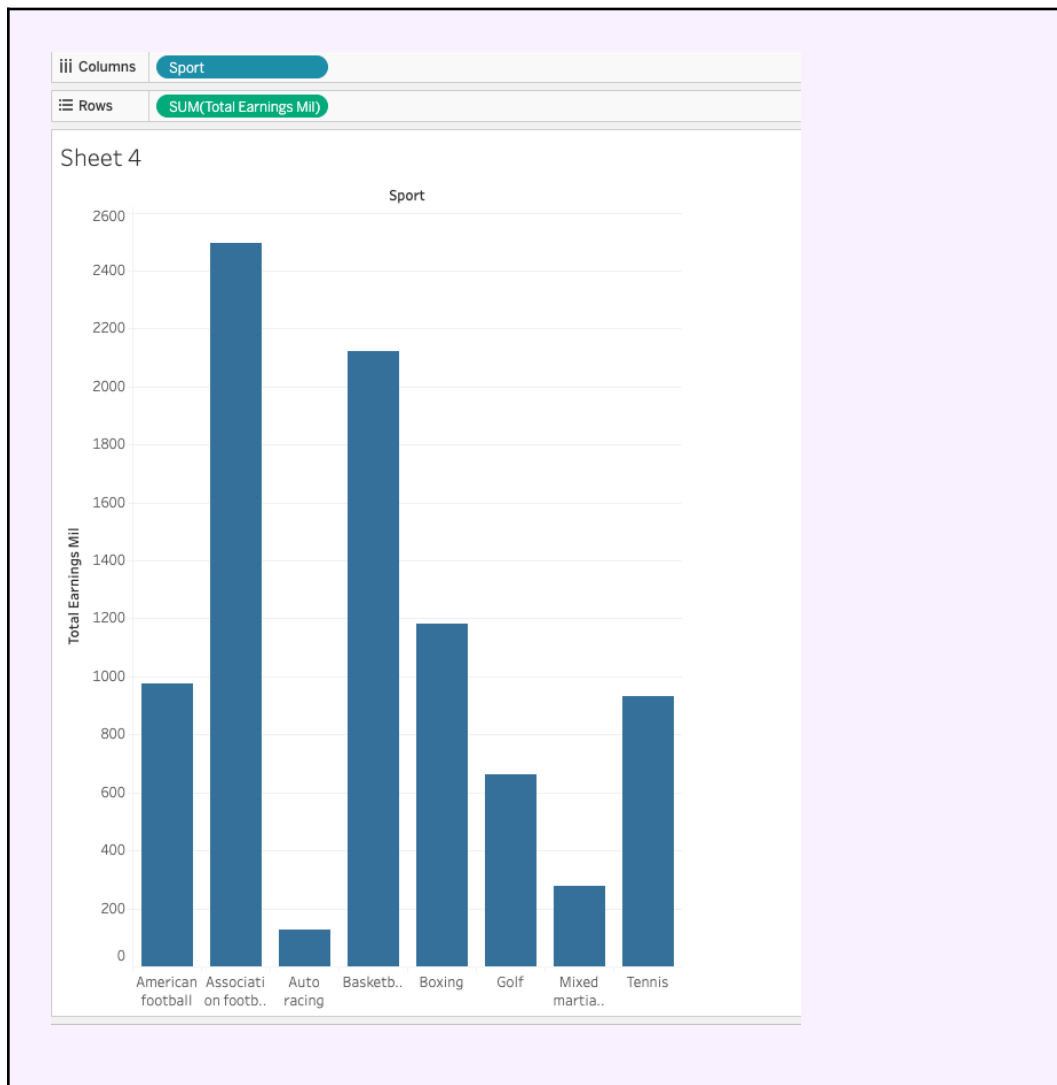 Columns Sport
Rows SUM(Total Earnings Mil)
Sheet 4
Sport
Total Earnings Mil
2600
2400
2200
2000
1800
1600
1400
1200
1000
800
600
400
200
0
American Associati Auto Basketb.. Boxing Golf Mixed Tennis
football on footb.. racing martia..